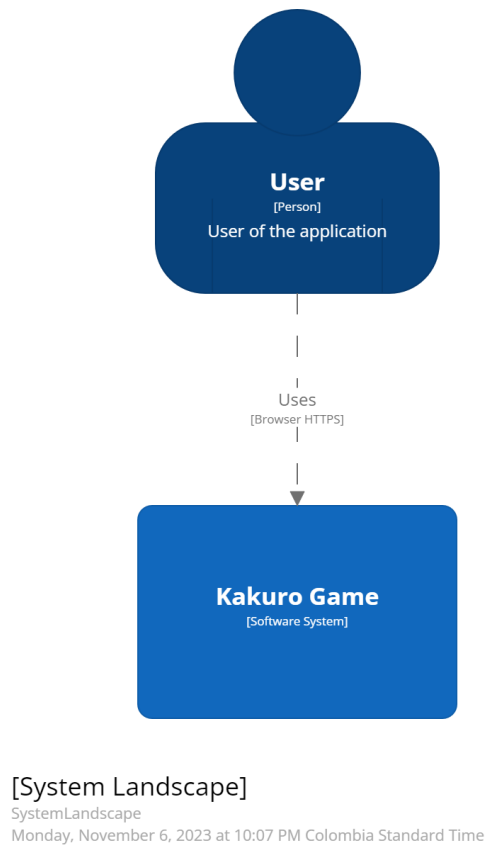 User
[Person]
User of the application
Uses
[Browser HTTPS]
Kakuro Game
[Software System]
[System Landscape]
SystemLandscape
Monday, November 6, 2023 at 10:07 PM Colombia Standard Time